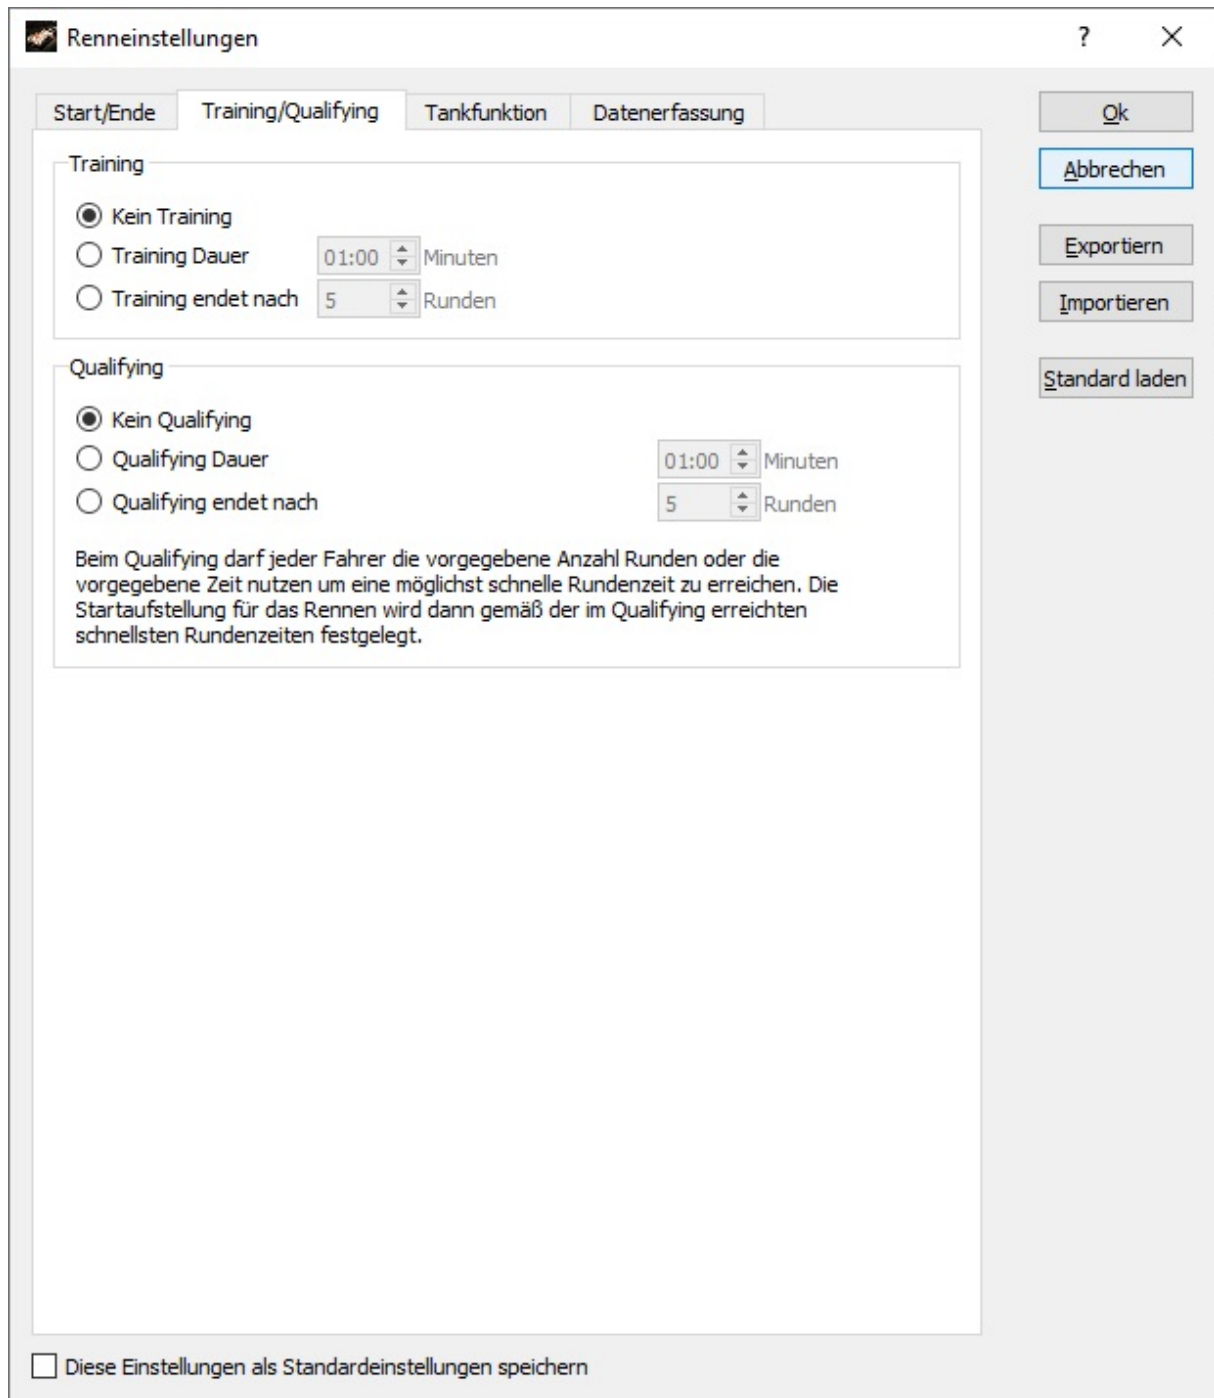 Renneinstellungen
?
Start/Ende Training/Qualifying Tankfunktion Datenerfassung
Ok
Abbrechen
Exportieren
Importieren
Standard laden
Training
Kein Training
Training Dauer 01:00 Minuten
Training endet nach 5 Runden
Qualifying
Kein Qualifying
Qualifying Dauer 01:00 Minuten
Qualifying endet nach 5 Runden
Beim Qualifying darf jeder Fahrer die vorgegebene Anzahl Runden oder die
vorgegebene Zeit nutzen um eine möglichst schnelle Rundenzeit zu erreichen. Die
Startaufstellung für das Rennen wird dann gemäß der im Qualifying erreichten
schnellsten Rundenzeiten festgelegt.
Diese Einstellungen als Standardeinstellungen speichern